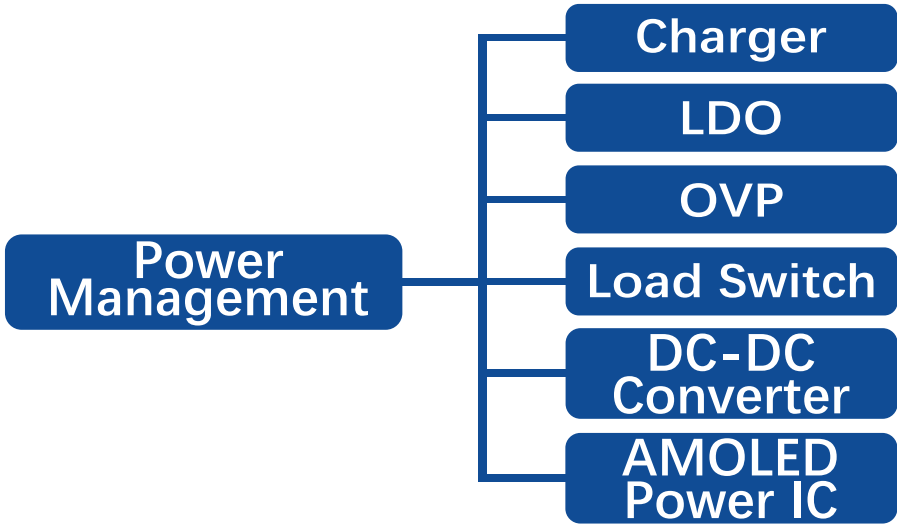 Charger
LDO
OVP
Power
Management
Load Switch
DC-DC
Converter
AMOLED
Power IC